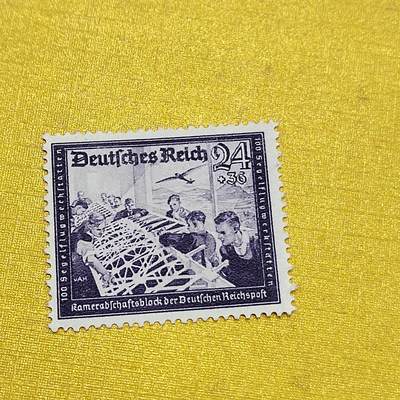 Deutsches Reich 24
+36
100 Segelflugwerkstätten
100 Segelflugwerkstätten
Kameradschaftsblock der Deutschen Reichspost